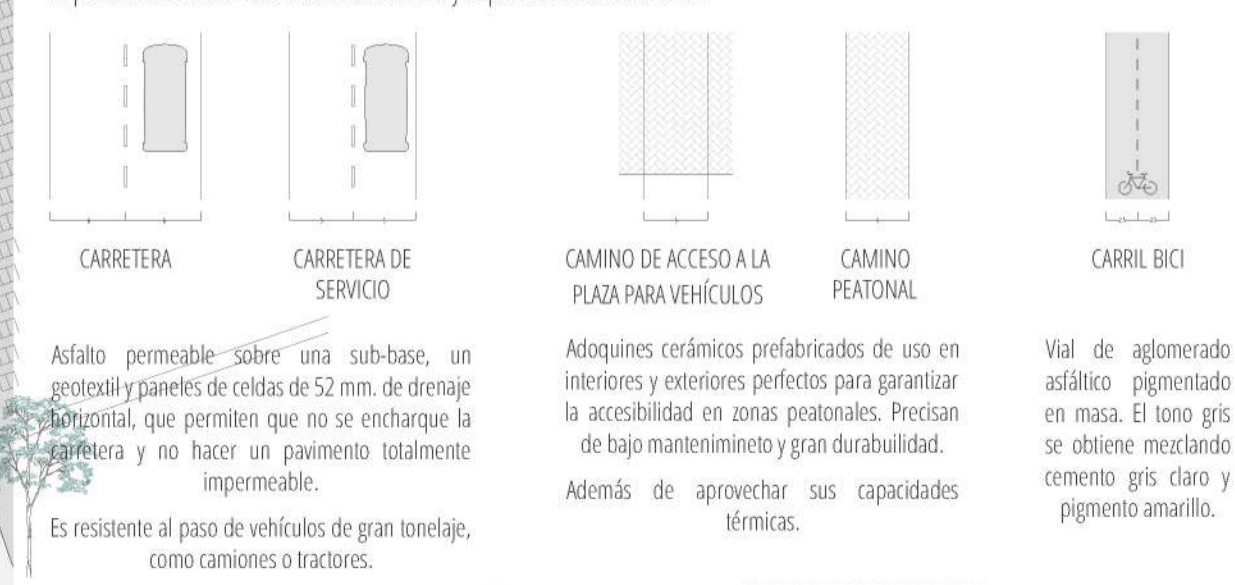 CARRETERA
CARRETERA DE
SERVICIO
Asfalto permeable sobre una sub-base, un
geotextil y paneles de celdas de 52 mm. de drenaje
horizontal, que permiten que no se encharque la
carretera y no hacer un pavimento totalmente
impermeable.
Es resistente al paso de vehículos de gran tonelaje,
como camiones o tractores.
CAMINO DE ACCESO A LA
PLAZA PARA VEHÍCULOS
CAMINO
PEATONAL
Adoquines cerámicos prefabricados de uso en
interiores y exteriores perfectos para garantizar
la accesibilidad en zonas peatonales. Precisan
de bajo mantenimineto y gran durabuilidad.
Además de aprovechar sus capacidades
térmicas.
2.5 2.5
CARRIL BICI
Vial de aglomerado
asfáltico pigmentado
en masa. El tono gris
se obtiene mezclando
cemento gris claro y
pigmento amarillo.